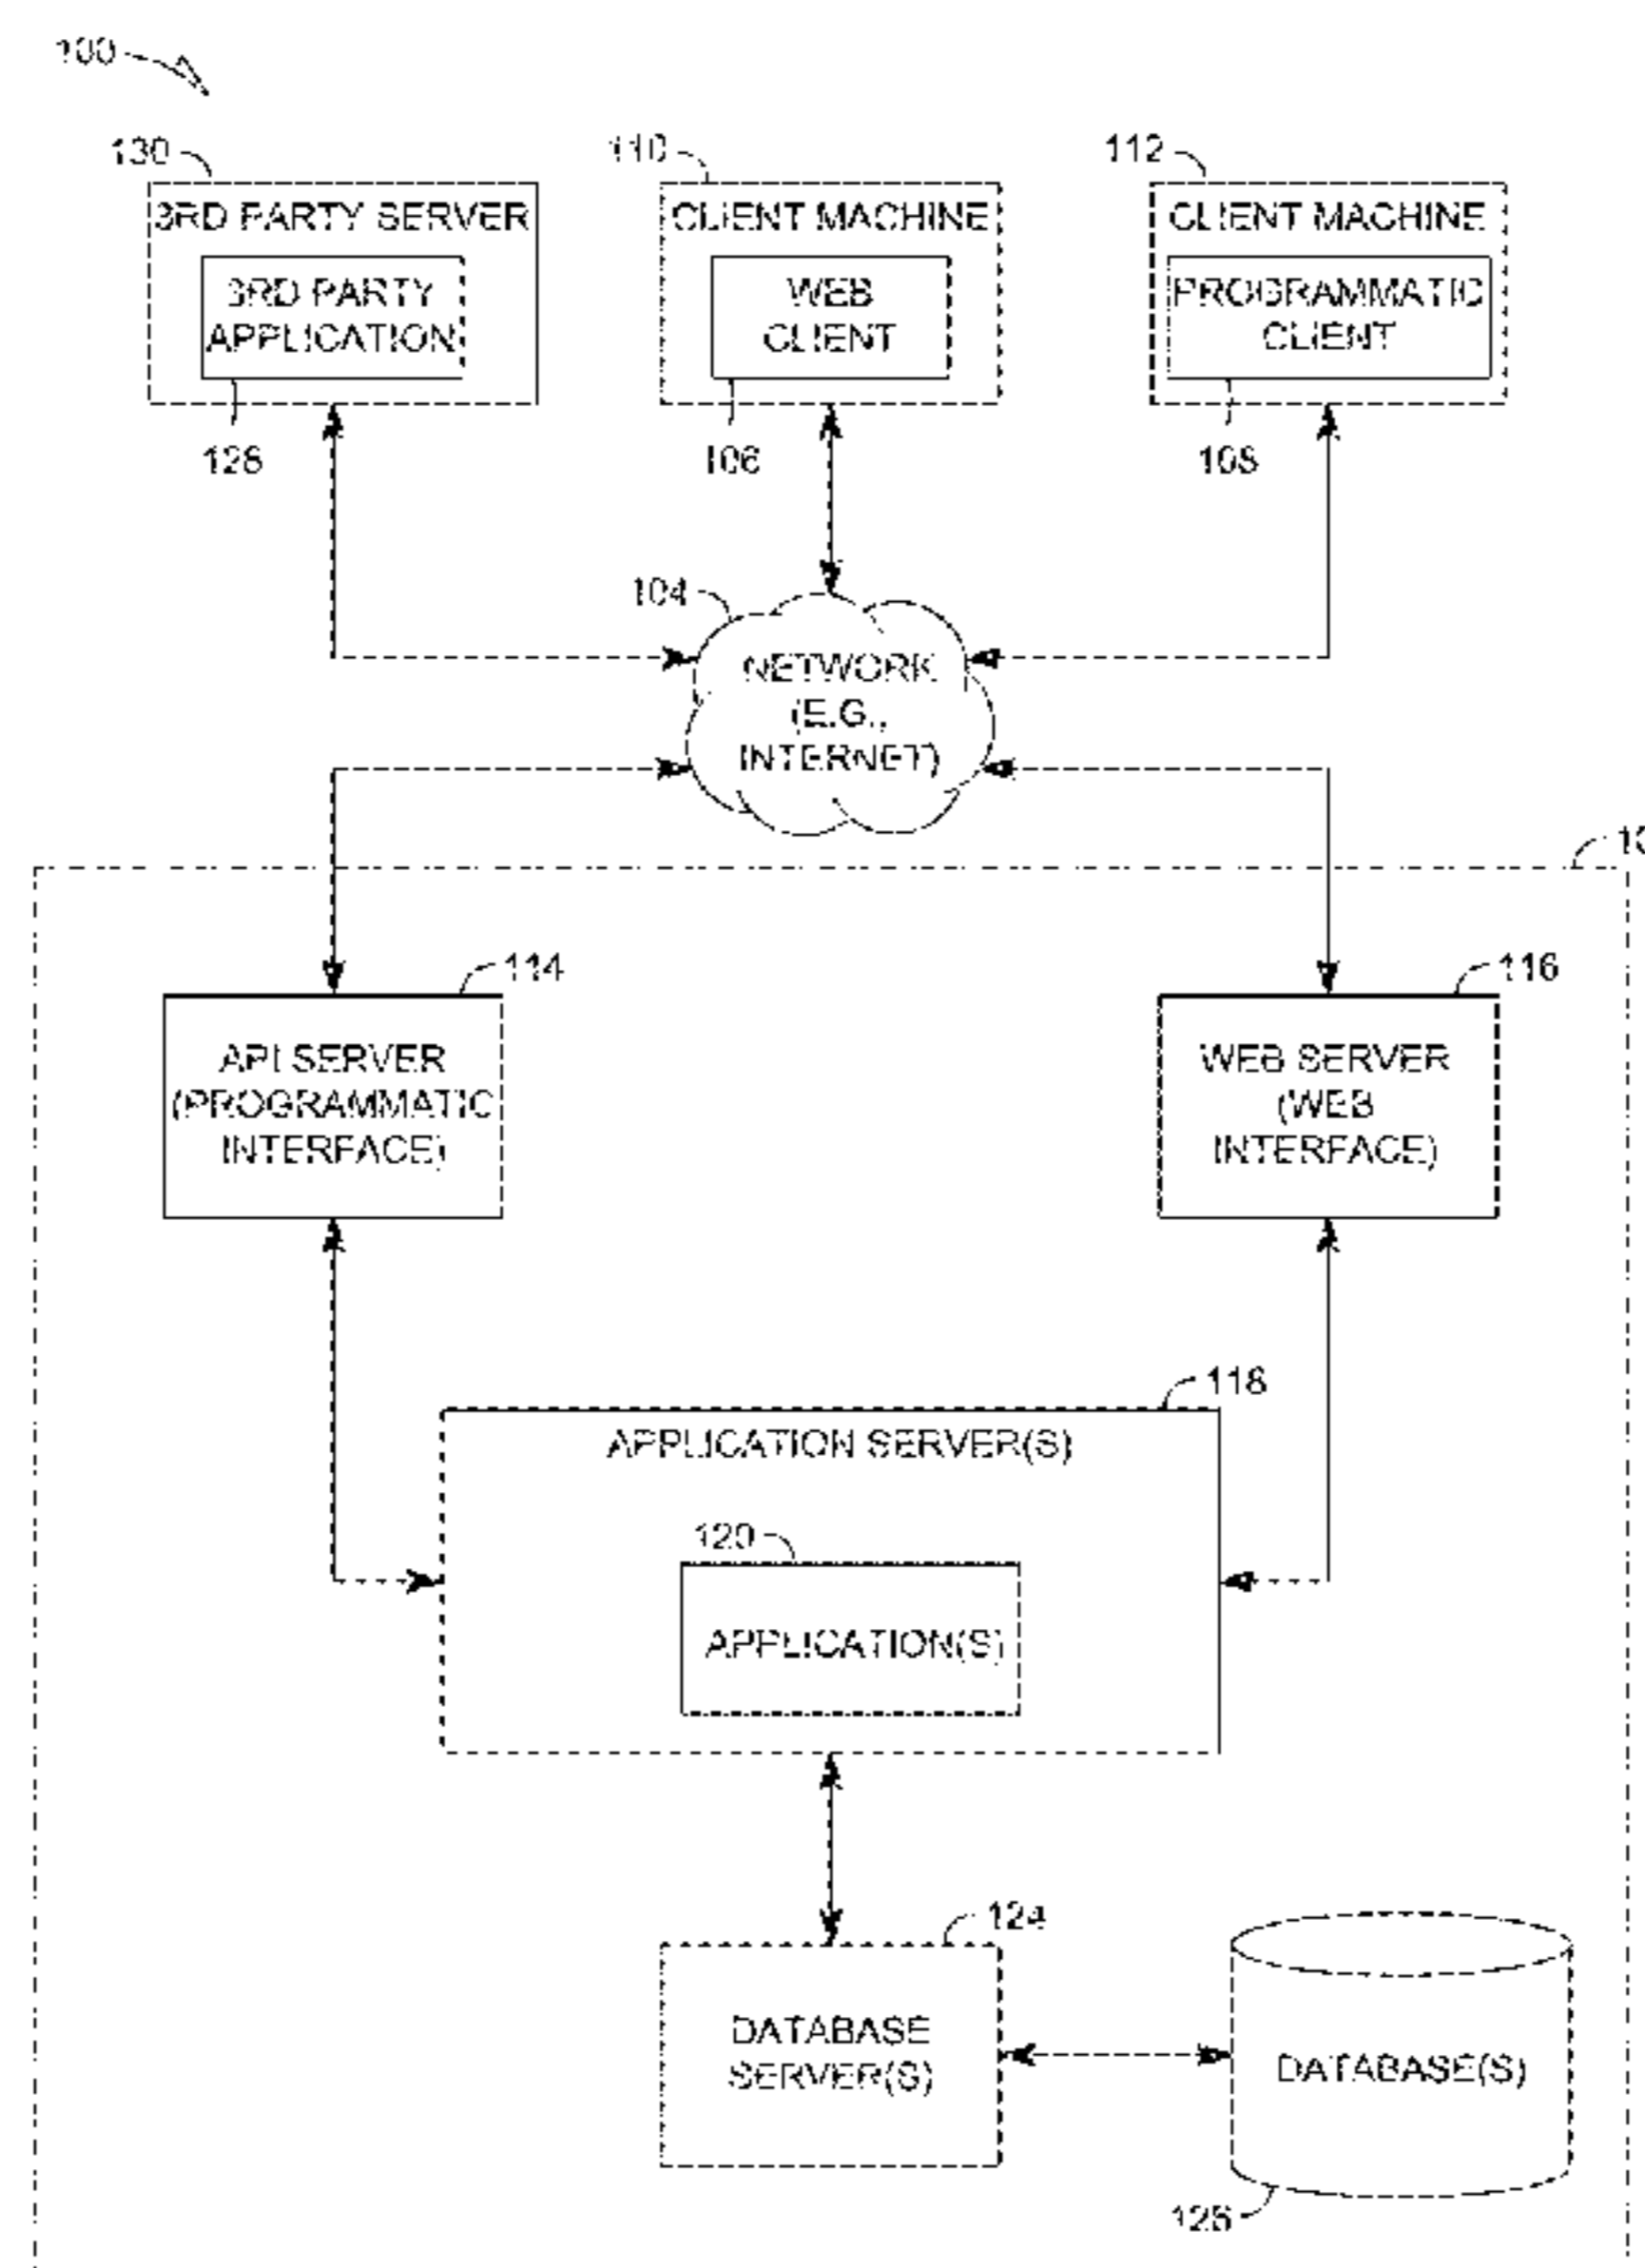 100
130
110
112
3RD PARTY SERVER
CLIENT MACHINE
CLIENT MACHINE
3RD PARTY
APPLICATION
WEB
CLIENT
PROGRAMMATIC
CLIENT
128
106
108
104
NETWORK
(E.G.,
INTERNET)
114
116
API SERVER
(PROGRAMMATIC
INTERFACE)
WEB SERVER
(WEB
INTERFACE)
118
APPLICATION SERVER(S)
120
APPLICATION(S)
124
DATABASE
SERVER(S)
DATABASE(S)
126